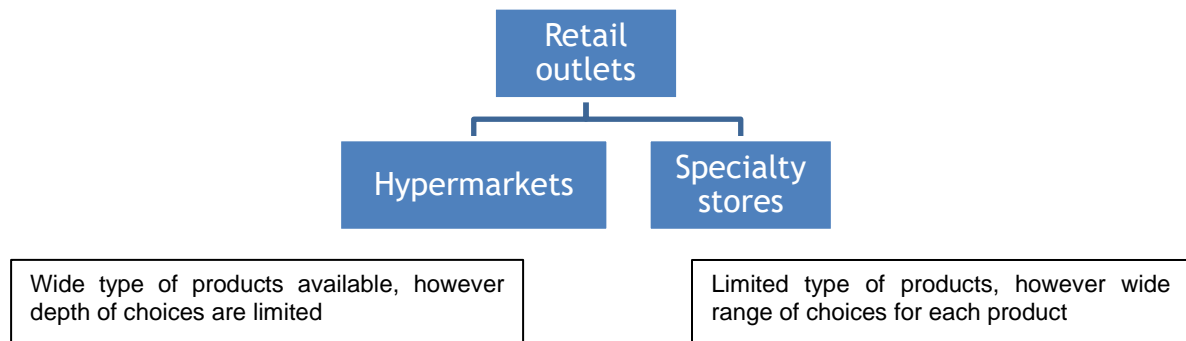 Retail
outlets
Hypermarkets
Specialty
stores
Wide type of products available, however
depth of choices are limited
Limited type of products, however wide
range of choices for each product